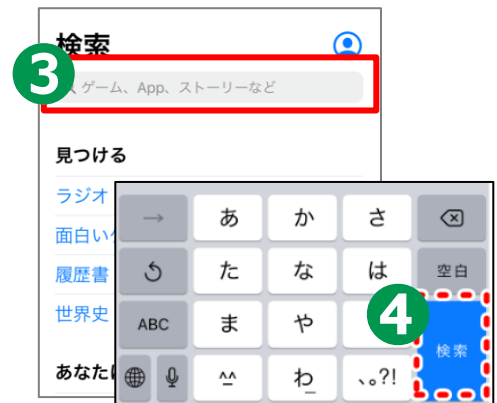 検索
3
ゲーム、App、ストーリーなど
見つける
ラジオ
面白い
履歴書
世界史
あなた
→ あ か さ
た な は 空白
ABC ま や
4
検索
^^ わ_ 、。?!